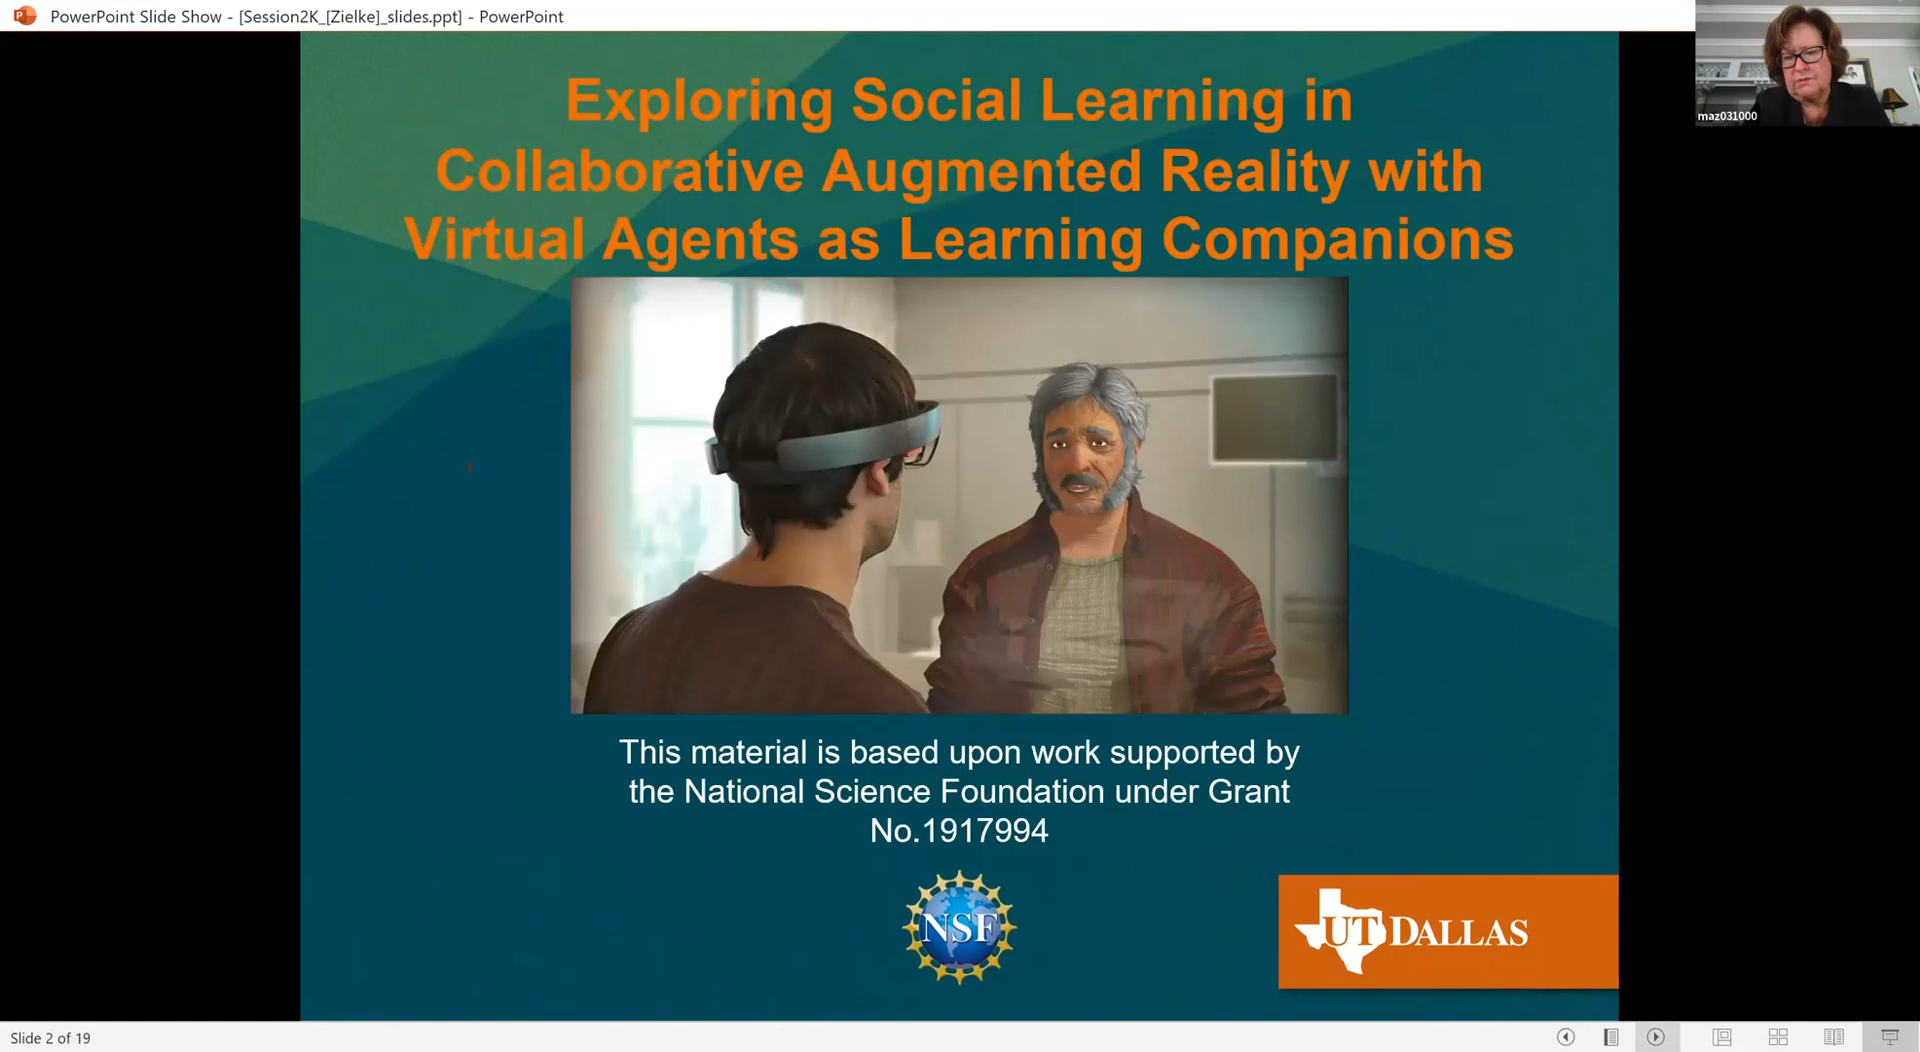 PowerPoint Slide Show - [Session2K_[Zielke]_slides.ppt] - PowerPoint
maz031000
Exploring Social Learning in
Collaborative Augmented Reality with
Virtual Agents as Learning Companions
This material is based upon work supported by
the National Science Foundation under Grant
No.1917994
NSF
UT DALLAS
Slide 2 of 19